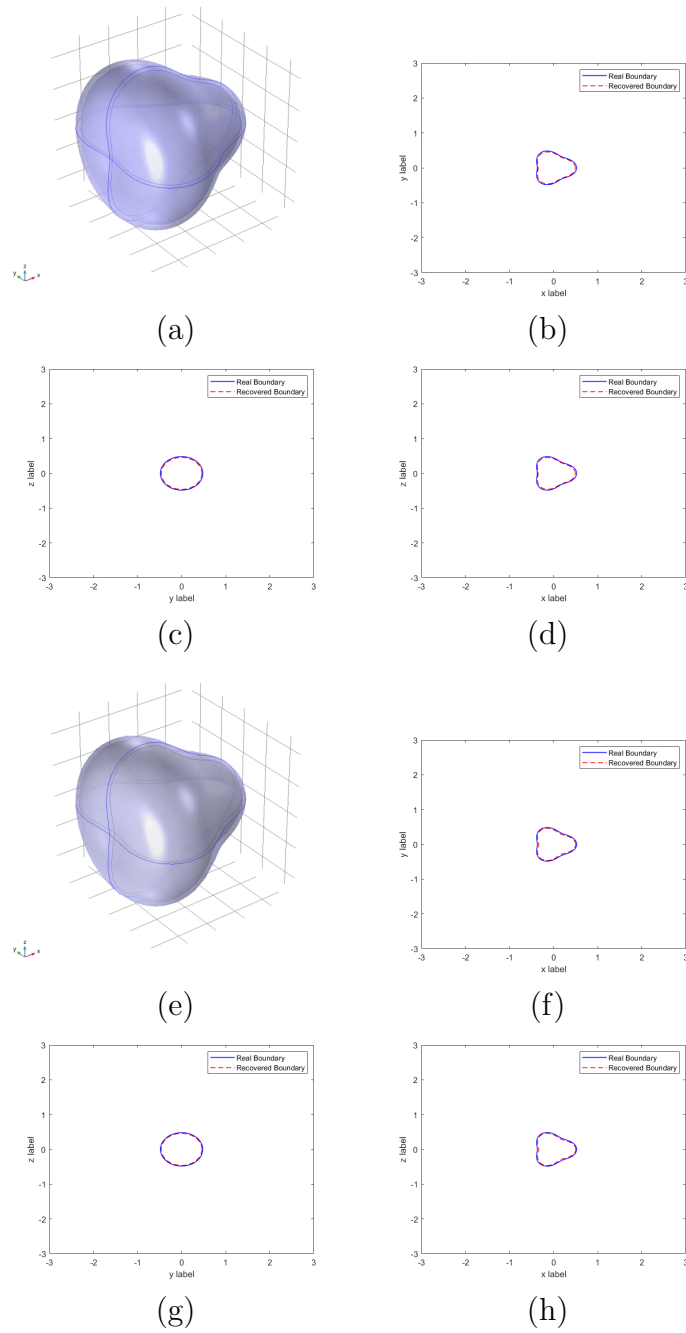 z
y
x
(a)
3
2
1
0
-1
-2
-3
y label
-3 -2 -1 0 1 2 3
x label
Real Boundary
Recovered Boundary
(b)
3
2
1
0
-1
-2
-3
z label
-3 -2 -1 0 1 2 3
y label
Real Boundary
Recovered Boundary
(c)
3
2
1
0
-1
-2
-3
z label
-3 -2 -1 0 1 2 3
x label
Real Boundary
Recovered Boundary
(d)
z
y
x
(e)
3
2
1
0
-1
-2
-3
y label
-3 -2 -1 0 1 2 3
x label
Real Boundary
Recovered Boundary
(f)
3
2
1
0
-1
-2
-3
z label
-3 -2 -1 0 1 2 3
y label
Real Boundary
Recovered Boundary
(g)
3
2
1
0
-1
-2
-3
z label
-3 -2 -1 0 1 2 3
x label
Real Boundary
Recovered Boundary
(h)